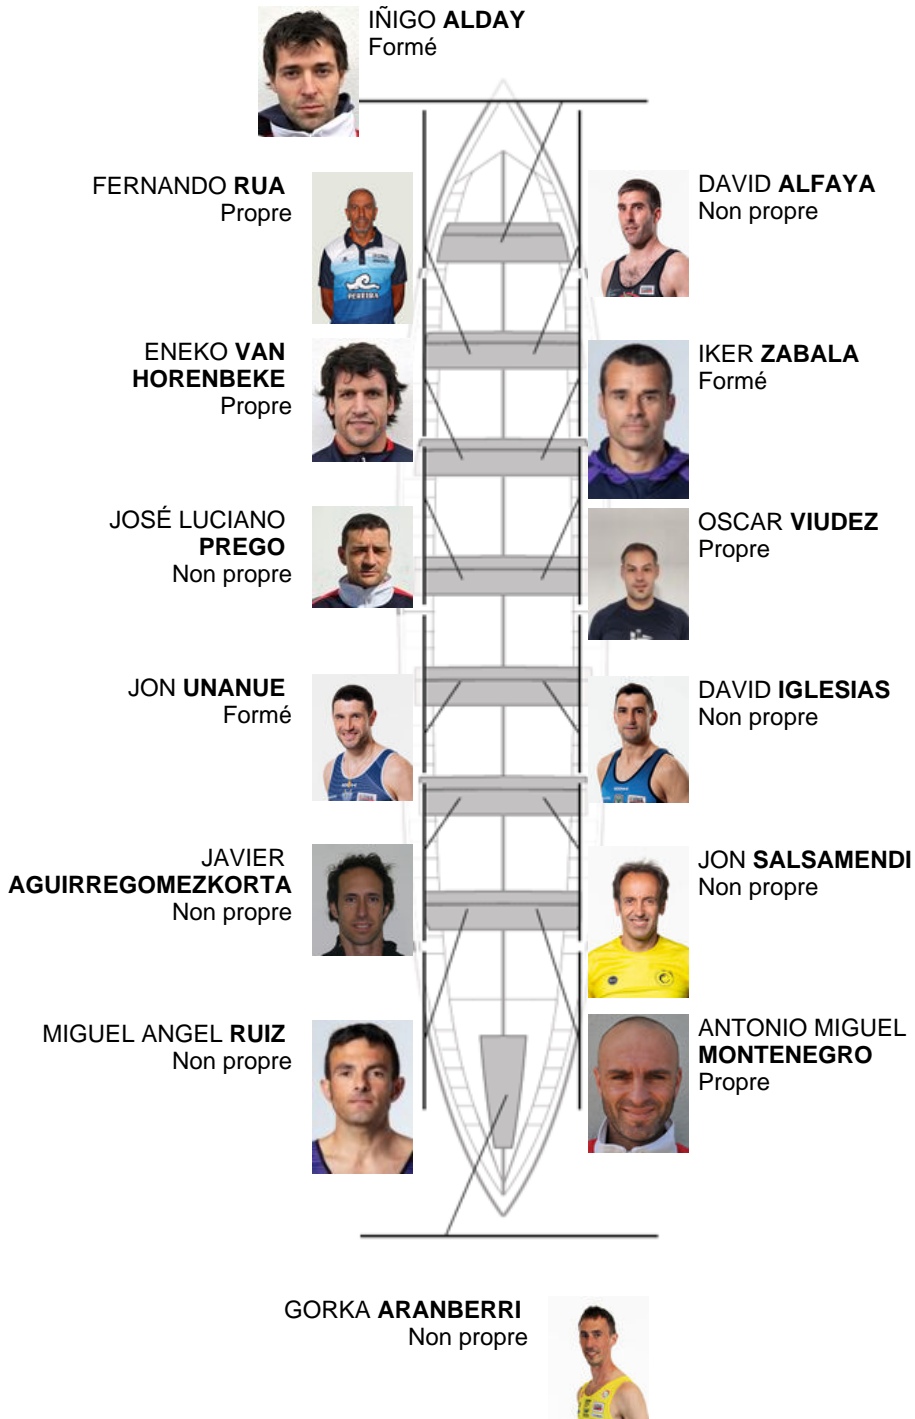 IÑIGO ALDAY
Formé
FERNANDO RUA
Propre
DAVID ALFAYA
Non propre
ENEKO VAN
HORENBEKE
Propre
IKER ZABALA
Formé
JOSÉ LUCIANO
PREGO
Non propre
OSCAR VIUDEZ
Propre
JON UNANUE
Formé
DAVID IGLESIAS
Non propre
JAVIER
AGUIRREGOMEZKORTA
Non propre
JON SALSAMENDI
Non propre
MIGUEL ANGEL RUIZ
Non propre
ANTONIO MIGUEL
MONTENEGRO
Propre
GORKA ARANBERRI
Non propre
PEREIRA